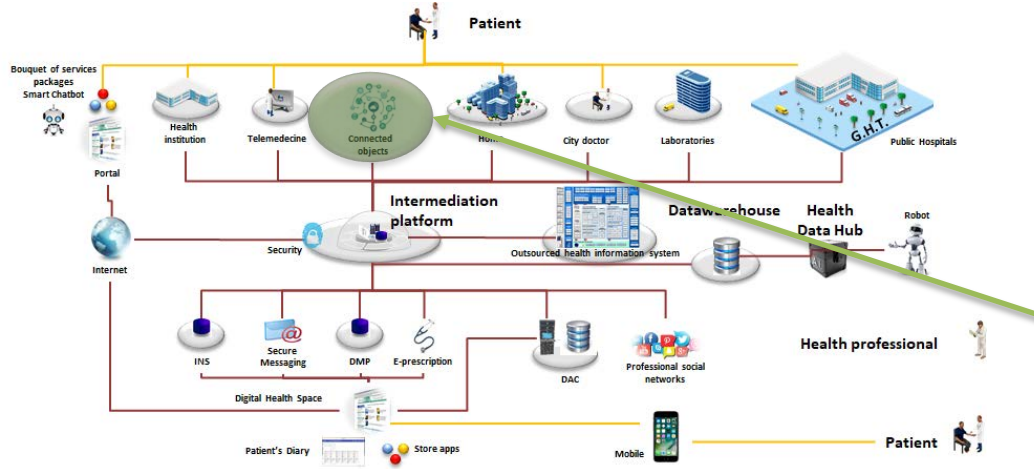 Patient
Bouquet of services
packages
Smart Chatbot
Portal
Health
institution
Telemedecine
Connected
objects
Home
City doctor
Laboratories
G.H.T.
Public Hospitals
Intermediation
platform
Security
Internet
Outsourced health information system
Datawarehouse
Health
Data Hub
Robot
INS
Secure
Messaging
DMP
E-prescription
DAC
Professional social
networks
Health professional
Digital Health Space
Patient's Diary
Store apps
Mobile
Patient